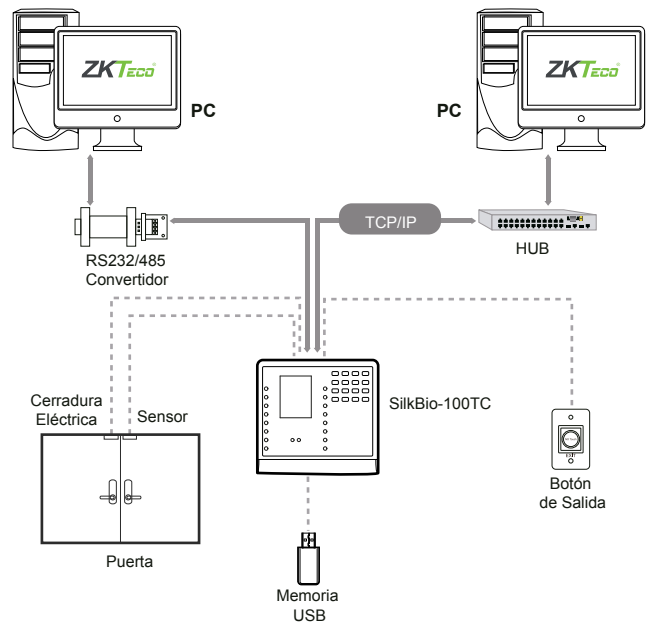 ZKTECO
ZKTECO
PC
PC
TCP/IP
RS232/485
Convertidor
HUB
Cerradura
Eléctrica
Sensor
SilkBio-100TC
EXIT
Botón
de Salida
Puerta
Memoria
USB